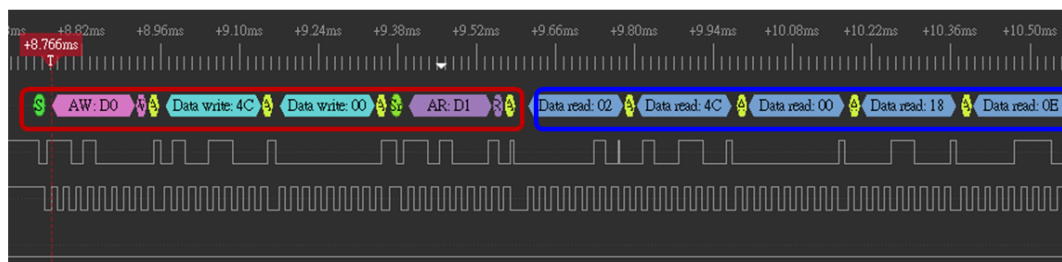 +8.82ms +8.96ms +9.10ms +9.24ms +9.38ms +9.52ms +9.66ms +9.80ms +9.94ms +10.08ms +10.22ms +10.36ms +10.50ms
+8.766ms
T
S AW: D0 W A Data write: 4C A Data write: 00 A Sr AR: D1 R A Data read: 02 A Data read: 4C A Data read: 00 A Data read: 18 A Data read: 0E